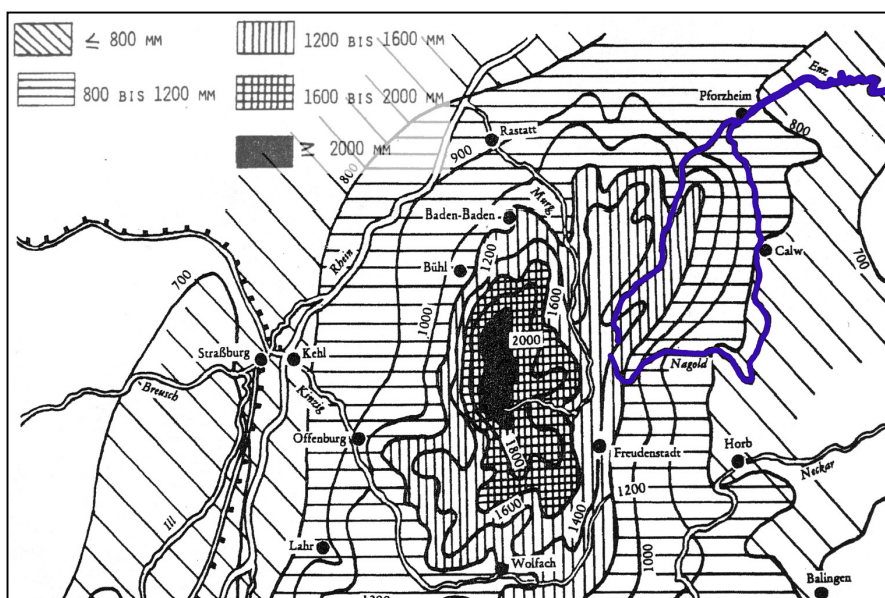 ≤ 800 MM
1200 BIS 1600 MM
800 BIS 1200 MM
1600 BIS 2000 MM
≥ 2000 MM
Enz
Pforzheim
800
Rastatt
900
800
Murg
Baden-Baden
1200
Calw
Rhein
Bühl
700
700
1600
1000
2000
Straßburg
Kehl
Nagold
Breusch
Kinzig
Offenburg
Horb
Freudenstadt
1800
Neckar
1200
1600
1400
Ill
Lahr
1000
Wolfach
Balingen